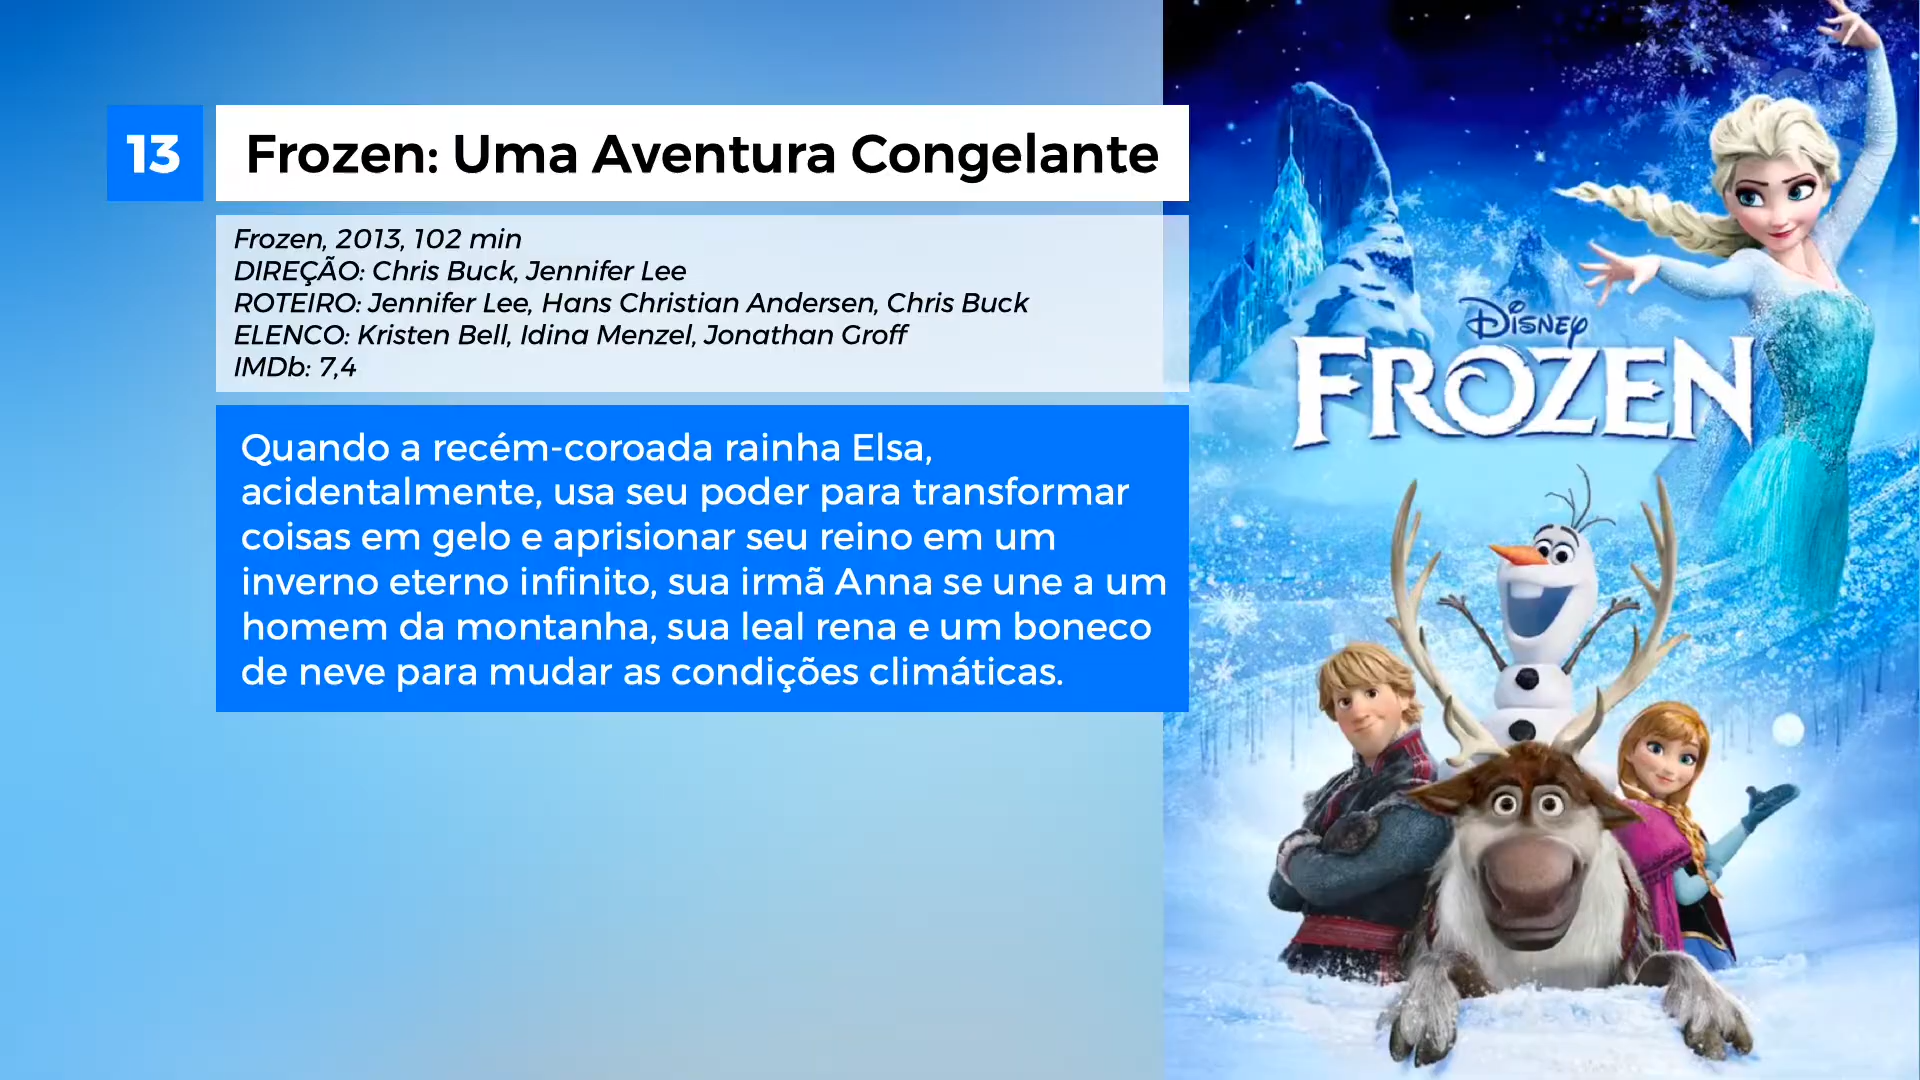 13
Frozen: Uma Aventura Congelante
Frozen, 2013, 102 min
DIREÇÃO: Chris Buck, Jennifer Lee
ROTEIRO: Jennifer Lee, Hans Christian Andersen, Chris Buck
ELENCO: Kristen Bell, Idina Menzel, Jonathan Groff
IMDb: 7,4
Quando a recém-coroada rainha Elsa,
acidentalmente, usa seu poder para transformar
coisas em gelo e aprisionar seu reino em um
inverno eterno infinito, sua irmã Anna se une a um
homem da montanha, sua leal rena e um boneco
de neve para mudar as condições climáticas.
DISNEY
FROZEN